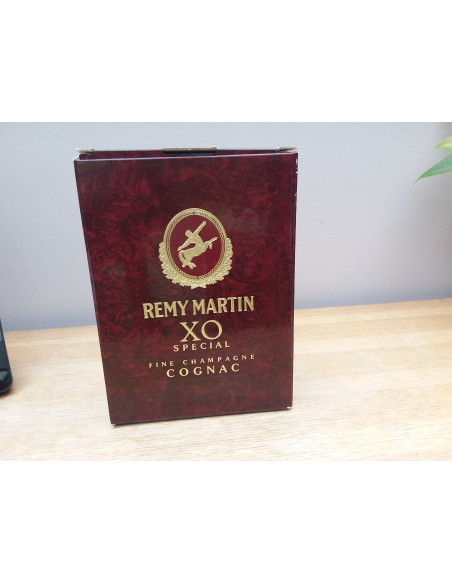 REMY MARTIN
XO
SPECIAL
FINE CHAMPAGNE
COGNAC